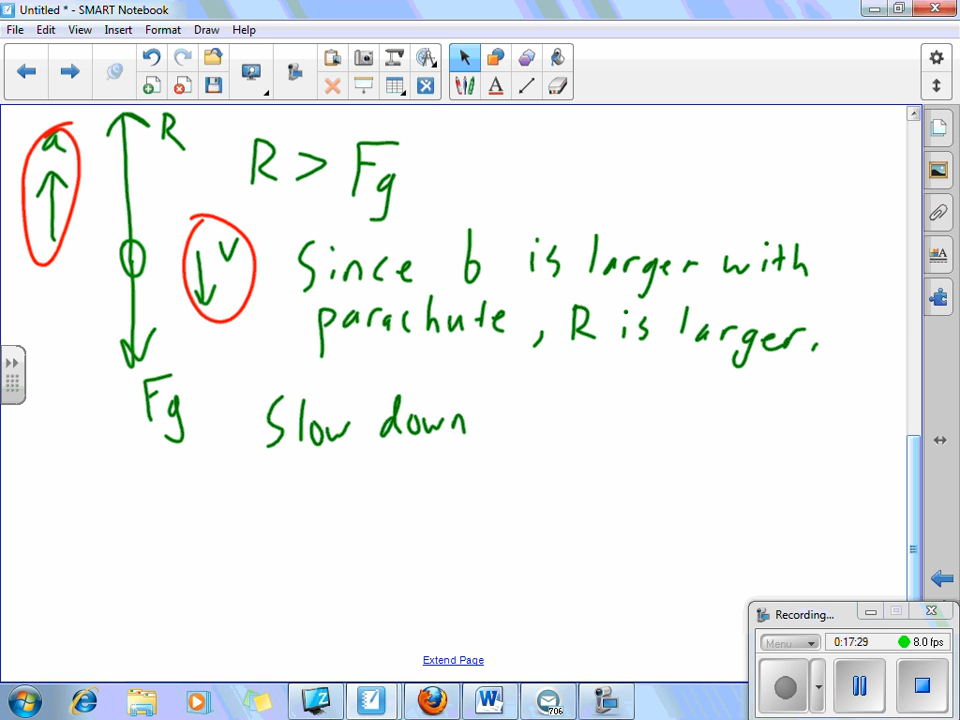 Untitled * - SMART Notebook
File Edit View Insert Format Draw Help
a
R
R > Fg
v
Since b is larger with
parachute, R is larger.
Fg
Slow down
Extend Page
Recording...
Menu
0:17:29
8.0 fps
706